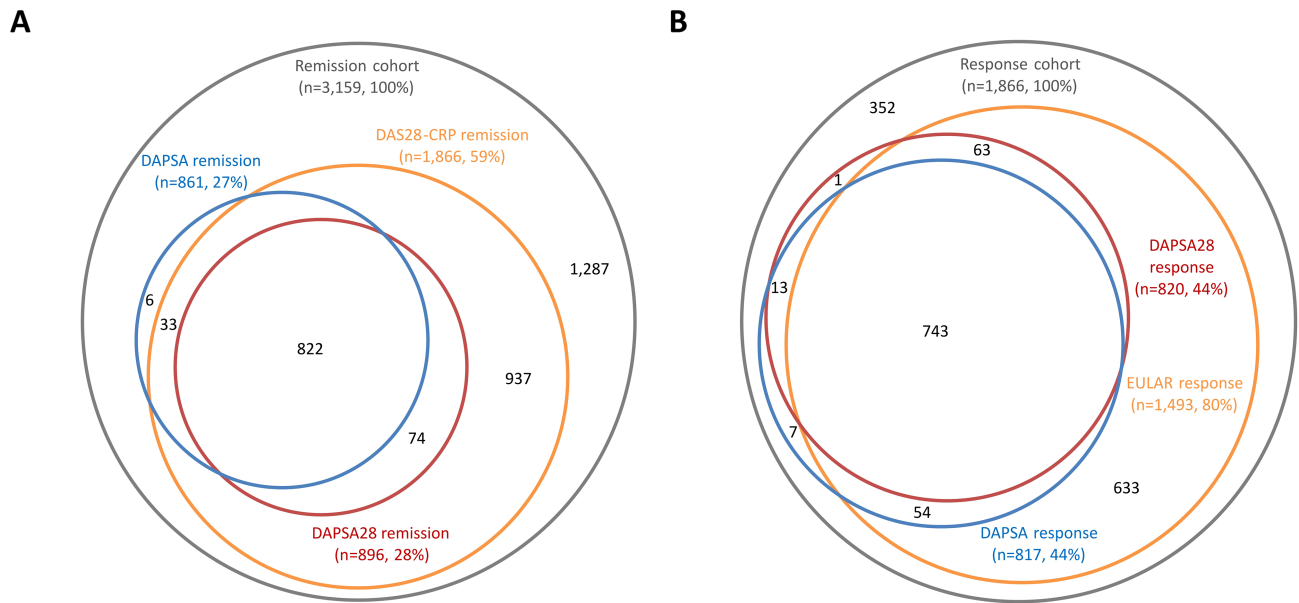 A
Remission cohort
(n=3,159, 100%)
DAS28-CRP remission
(n=1,866, 59%)
DAPSA remission
(n=861, 27%)
1,287
6
33
822
937
74
DAPSA28 remission
(n=896, 28%)
B
Response cohort
(n=1,866, 100%)
352
63
1
DAPSA28
response
(n=820, 44%)
13
743
EULAR response
(n=1,493, 80%)
7
633
54
DAPSA response
(n=817, 44%)